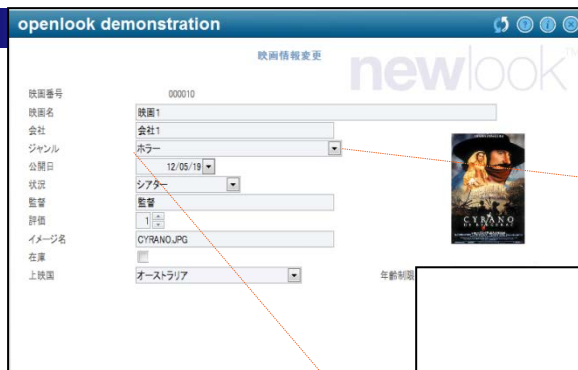 openlook demonstration
映画情報変更
newlook™
映画番号 000010
映画名 映画1
会社 会社1
ジャンル ホラー
公開日 12/05/19
状況 シアター
監督 監督
評価 1
イメージ名 CYRANO.JPG
在庫
上映国 オーストラリア 年齢制限
CYRANO